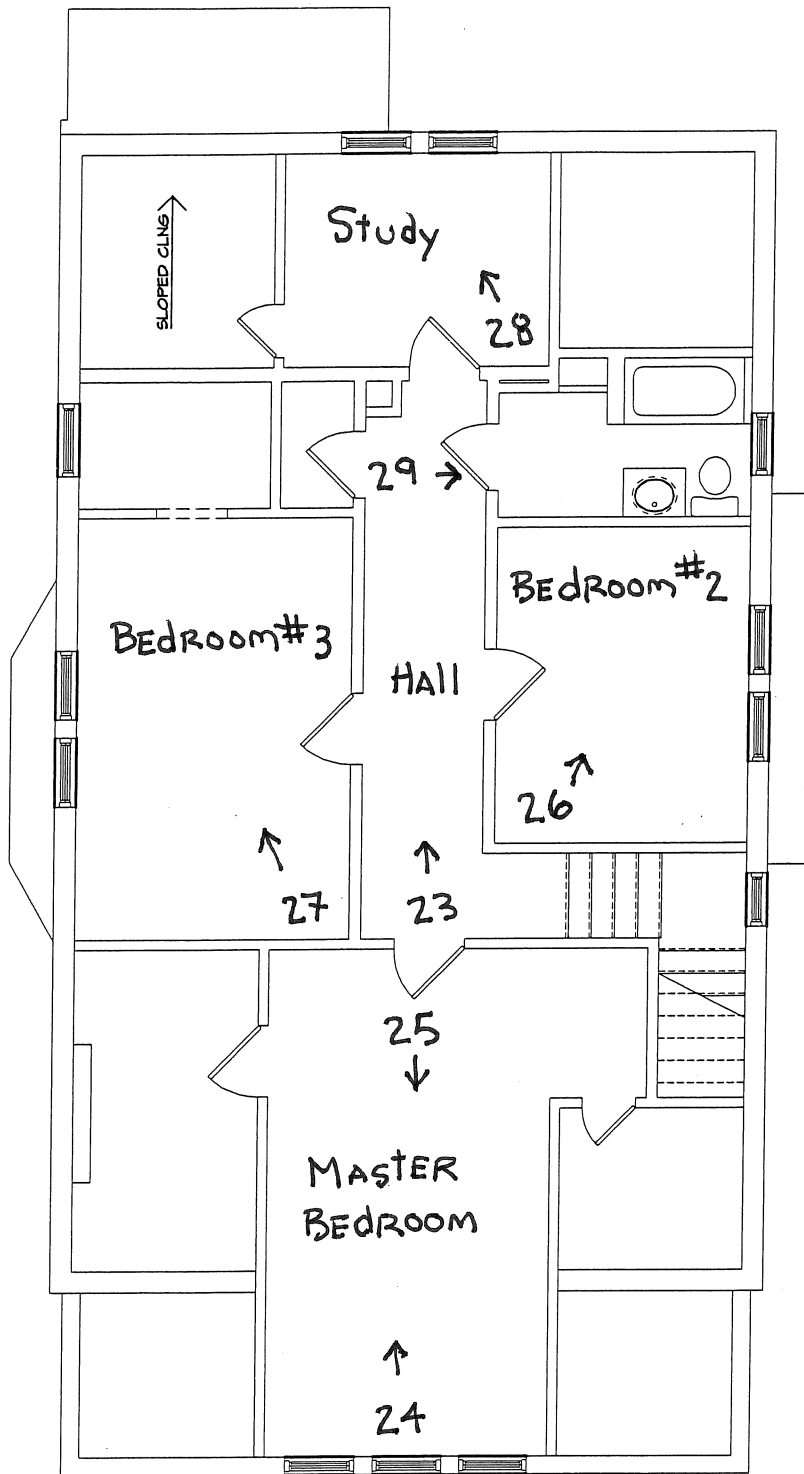 Study
SLOPED CLNG
28
29
BEDROOM #2
BEDROOM #3
HALL
26
27
23
25
MASTER
BEDROOM
24